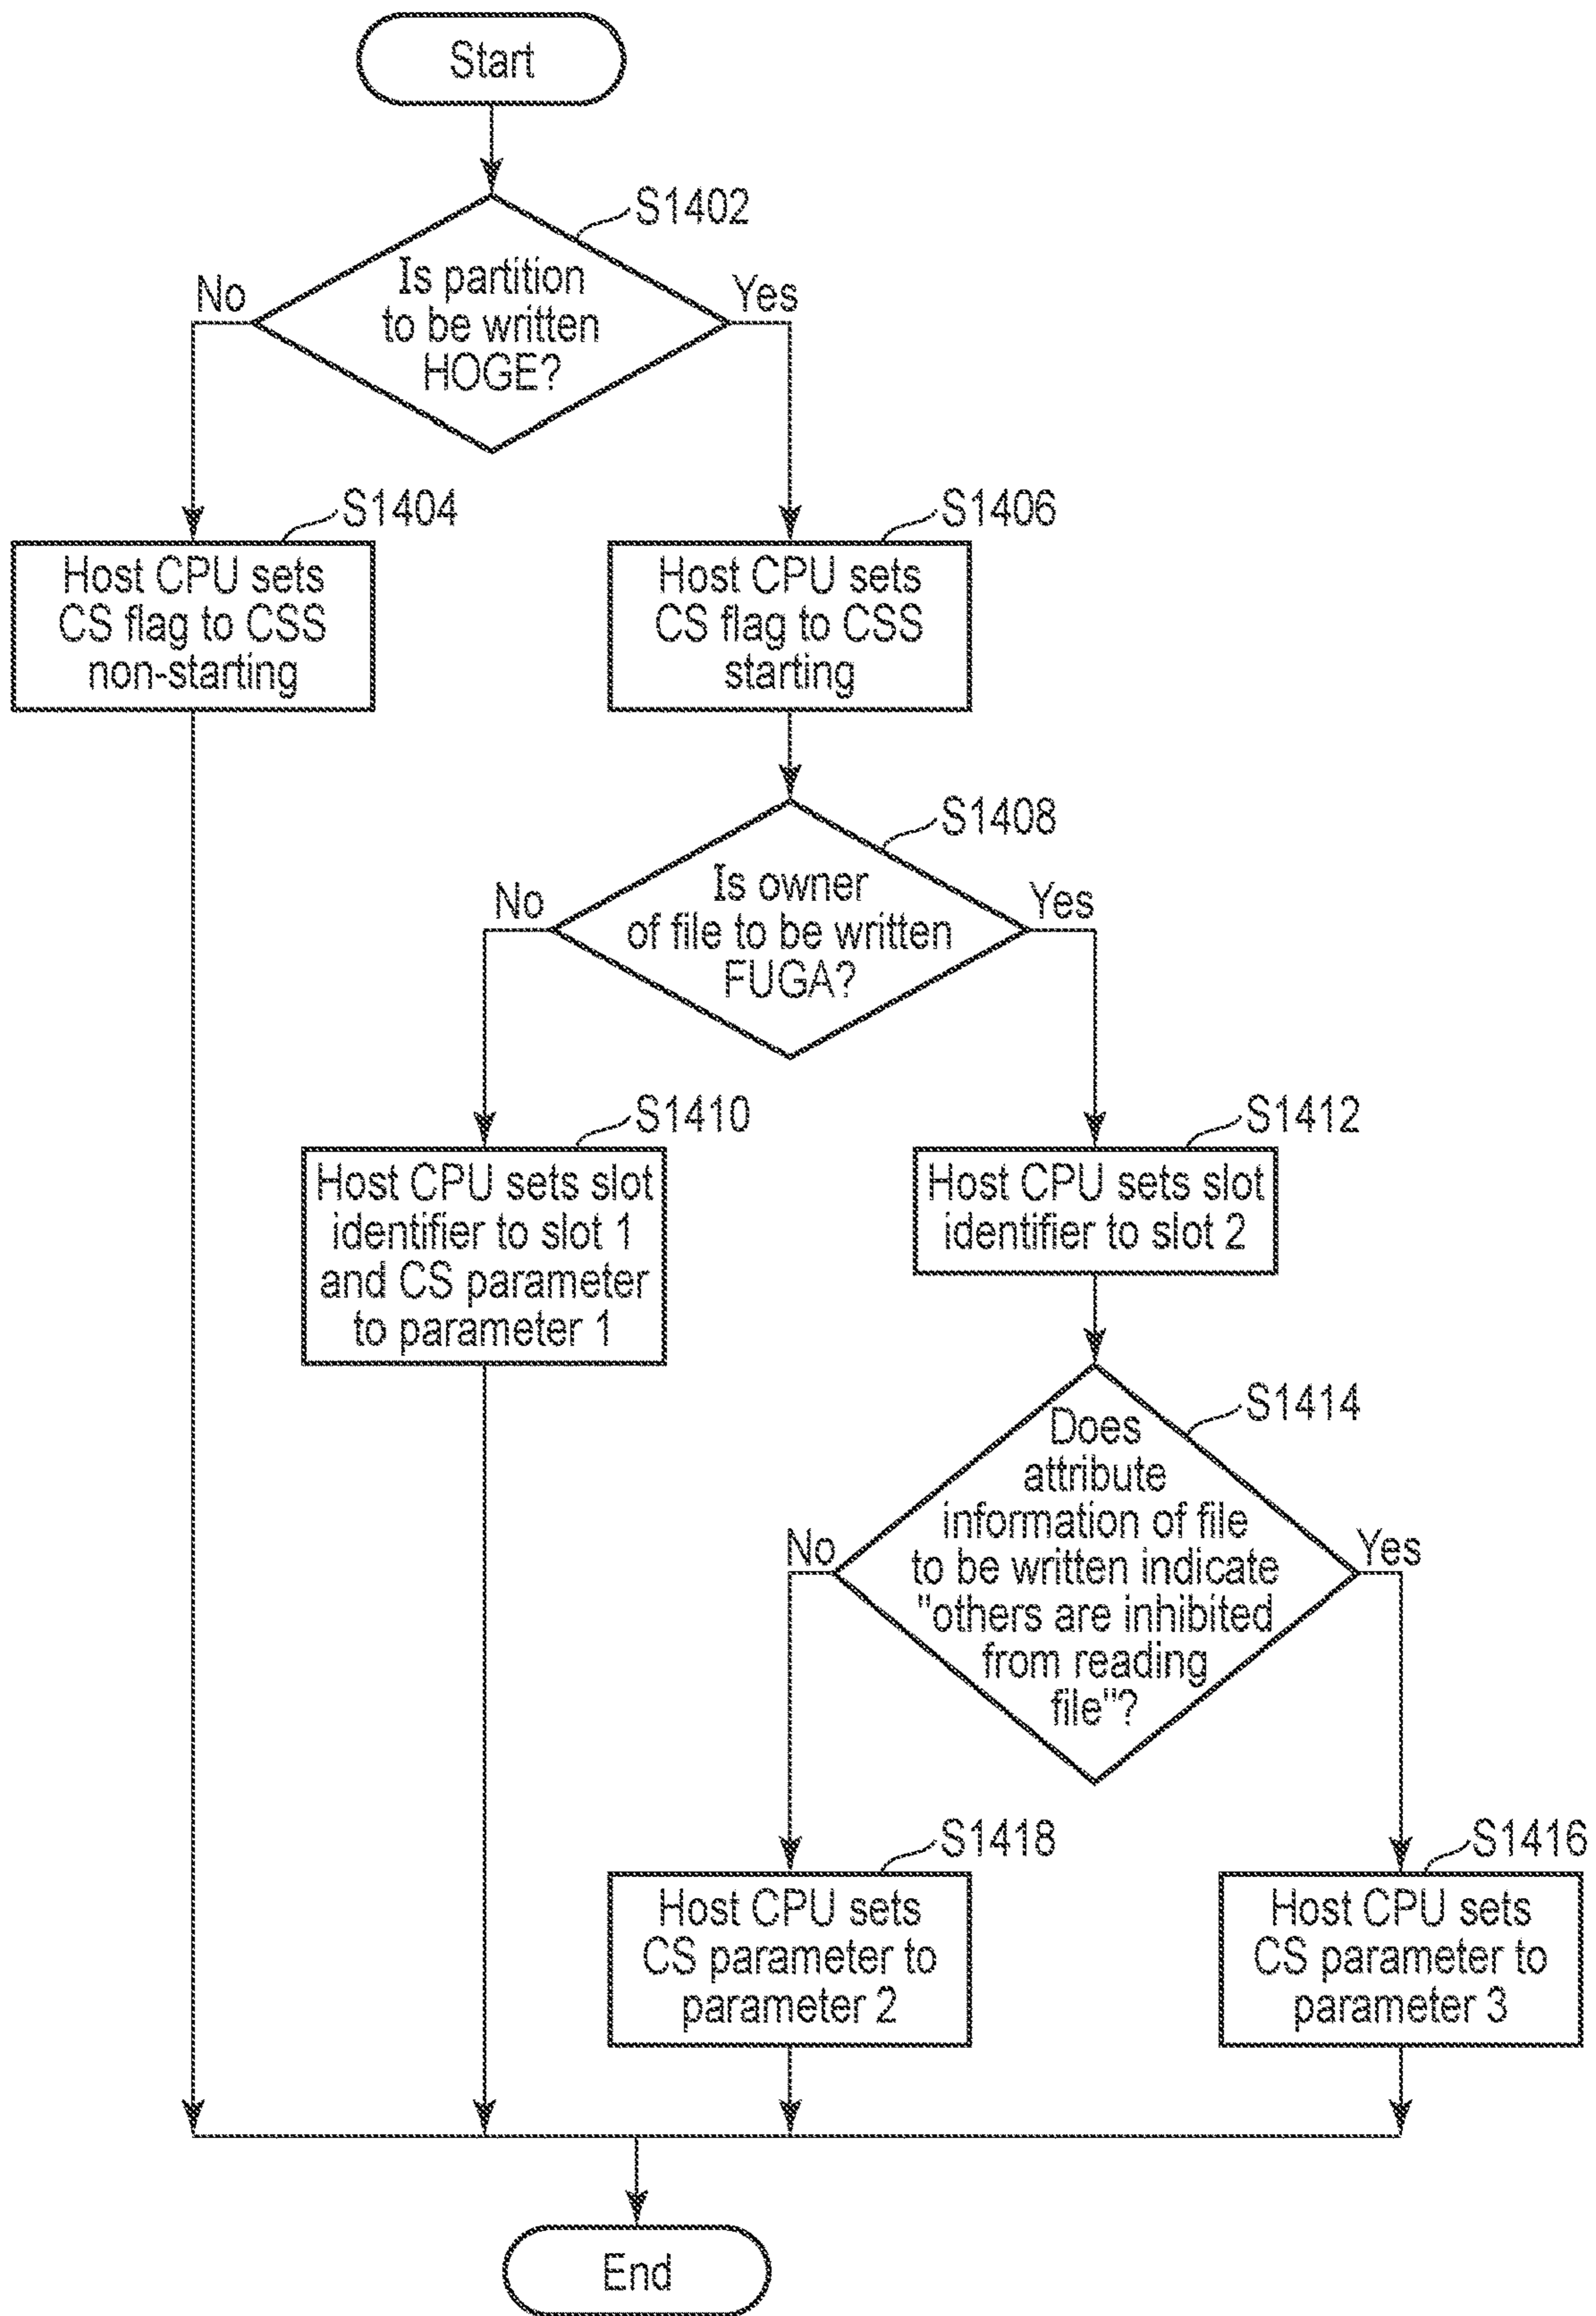 Start
S1402
Is partition
to be written
HOGE?
No
Yes
S1404
Host CPU sets
CS flag to CSS
non-starting
S1406
Host CPU sets
CS flag to CSS
starting
S1408
Is owner
of file to be written
FUGA?
No
Yes
S1410
Host CPU sets slot
identifier to slot 1
and CS parameter
to parameter 1
S1412
Host CPU sets slot
identifier to slot 2
S1414
Does
attribute
information of file
to be written indicate
"others are inhibited
from reading
file"?
No
Yes
S1418
Host CPU sets
CS parameter to
parameter 2
S1416
Host CPU sets
CS parameter to
parameter 3
End